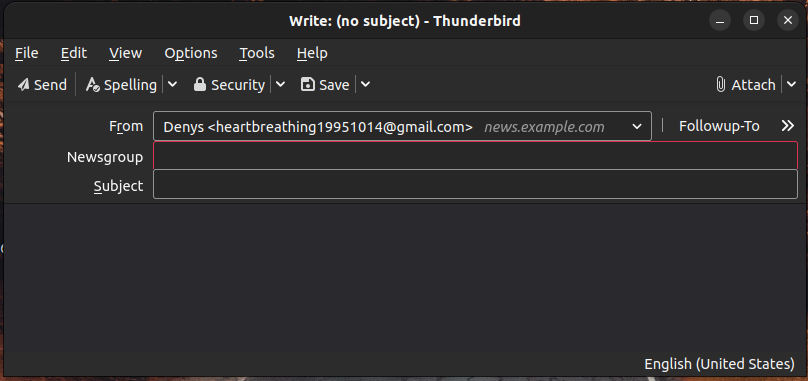 Write: (no subject) - Thunderbird
File Edit View Options Tools Help
Send Spelling Security Save Attach
From Denys <heartbreathing19951014@gmail.com> news.example.com Followup-To
Newsgroup
Subject
English (United States)